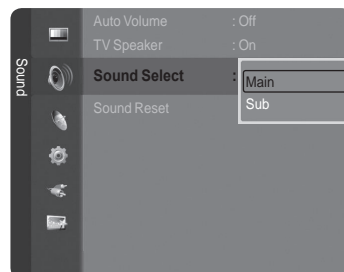 Sound
Auto Volume : Off
TV Speaker : On
Sound Select : Main
Sub
Sound Reset